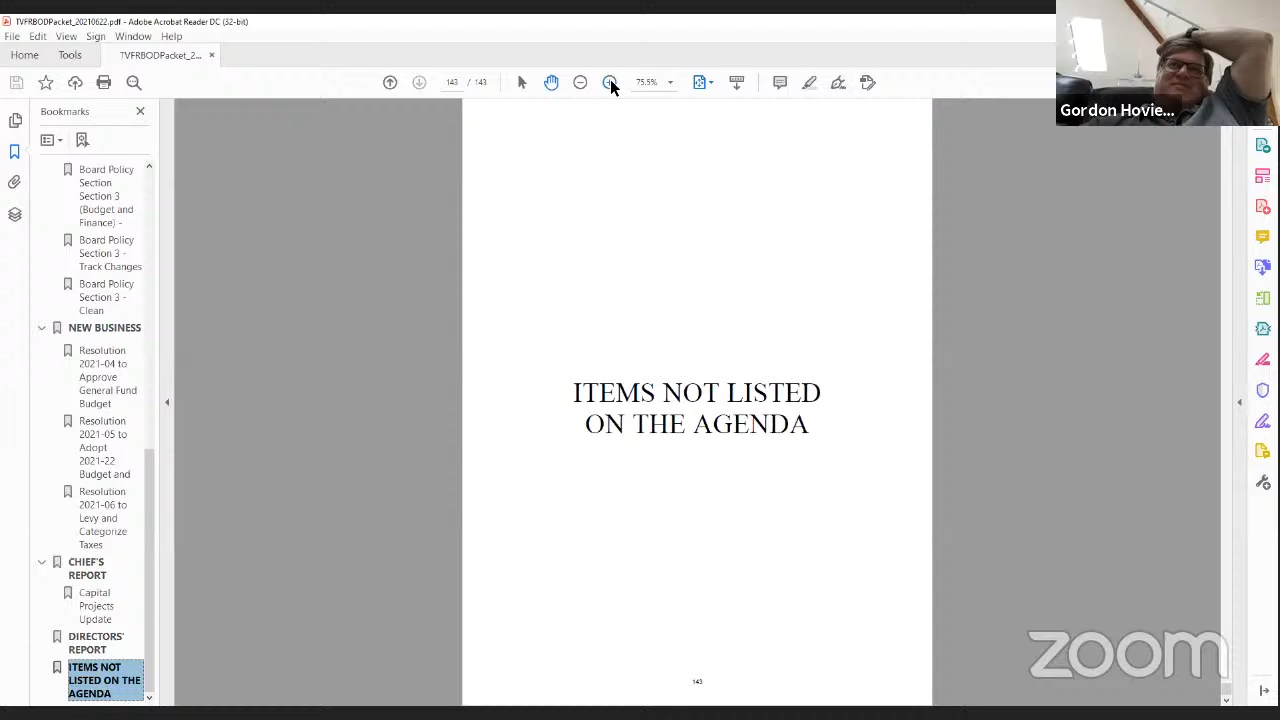 TVFRBODPacket_20210622.pdf - Adobe Acrobat Reader DC (32-bit)
File Edit View Sign Window Help
Home Tools TVFRBODPacket_2... ×
143 / 143 75.5%
Bookmarks
Board Policy
Section
Section 3
(Budget and
Finance) -
Board Policy
Section 3 -
Track Changes
Board Policy
Section 3 -
Clean
NEW BUSINESS
Resolution
2021-04 to
Approve
General Fund
Budget
Resolution
2021-05 to
Adopt
2021-22
Budget and
Resolution
2021-06 to
Levy and
Categorize
Taxes
CHIEF'S
REPORT
Capital
Projects
Update
DIRECTORS'
REPORT
ITEMS NOT
LISTED ON THE
AGENDA
ITEMS NOT LISTED
ON THE AGENDA
143
Gordon Hovie...
zoom